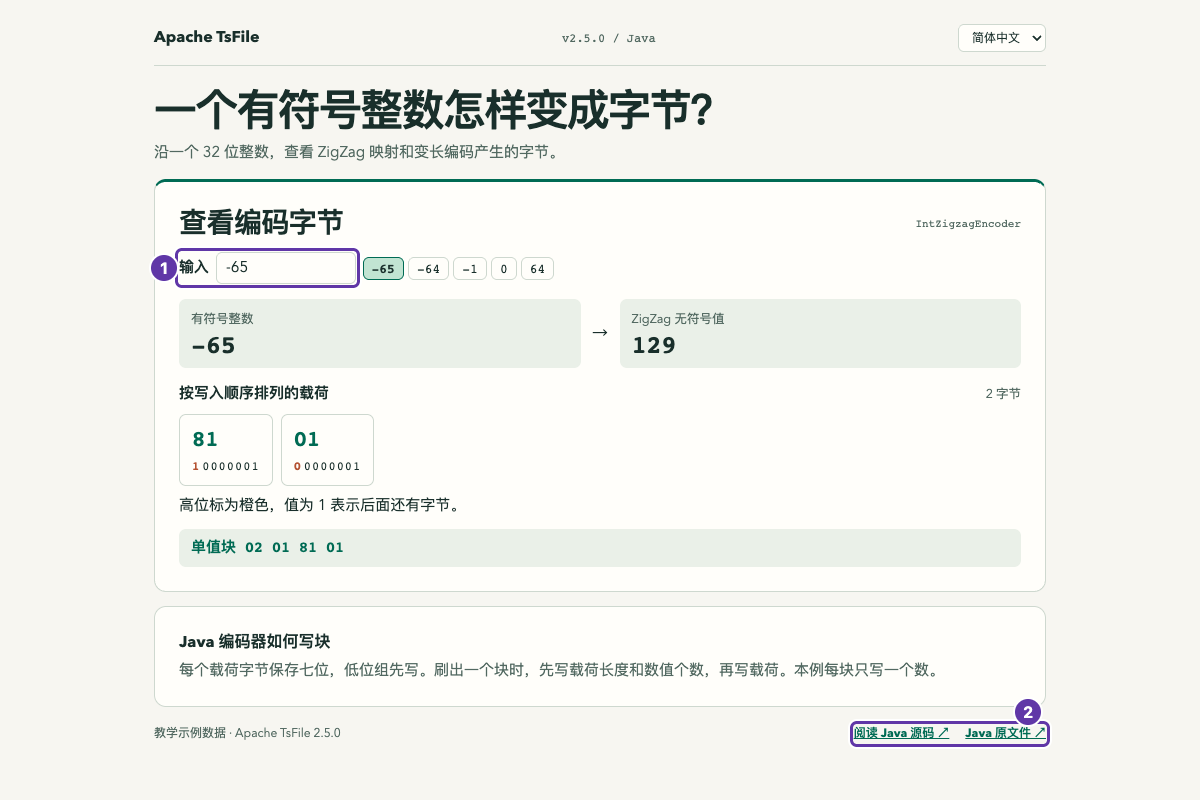 Apache TsFile
v2.5.0 / Java
简体中文
一个有符号整数怎样变成字节？
沿一个 32 位整数，查看 ZigZag 映射和变长编码产生的字节。
查看编码字节
IntZigzagEncoder
1
输入 -65
-65 -64 -1 0 64
有符号整数
-65
→
ZigZag 无符号值
129
按写入顺序排列的载荷
2 字节
81
10000001
01
00000001
高位标为橙色，值为 1 表示后面还有字节。
单值块 02 01 81 01
Java 编码器如何写块
每个载荷字节保存七位，低位组先写。刷出一个块时，先写载荷长度和数值个数，再写载荷。本例每块只写一个数。
2
教学示例数据 · Apache TsFile 2.5.0
阅读 Java 源码 ↗ Java 原文件 ↗